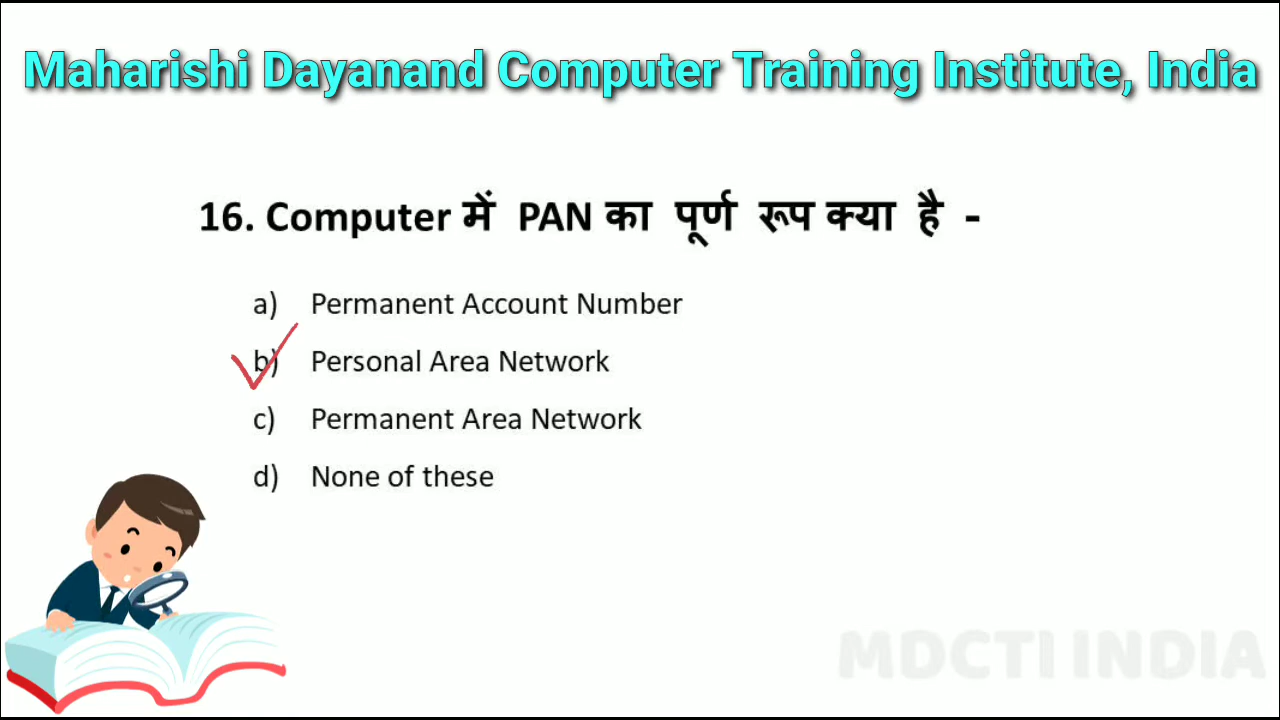 Maharishi Dayanand Computer Training Institute, India
16. Computer में PAN का पूर्ण रूप क्या है -
a) Permanent Account Number
b) Personal Area Network
c) Permanent Area Network
d) None of these
MDCTI INDIA